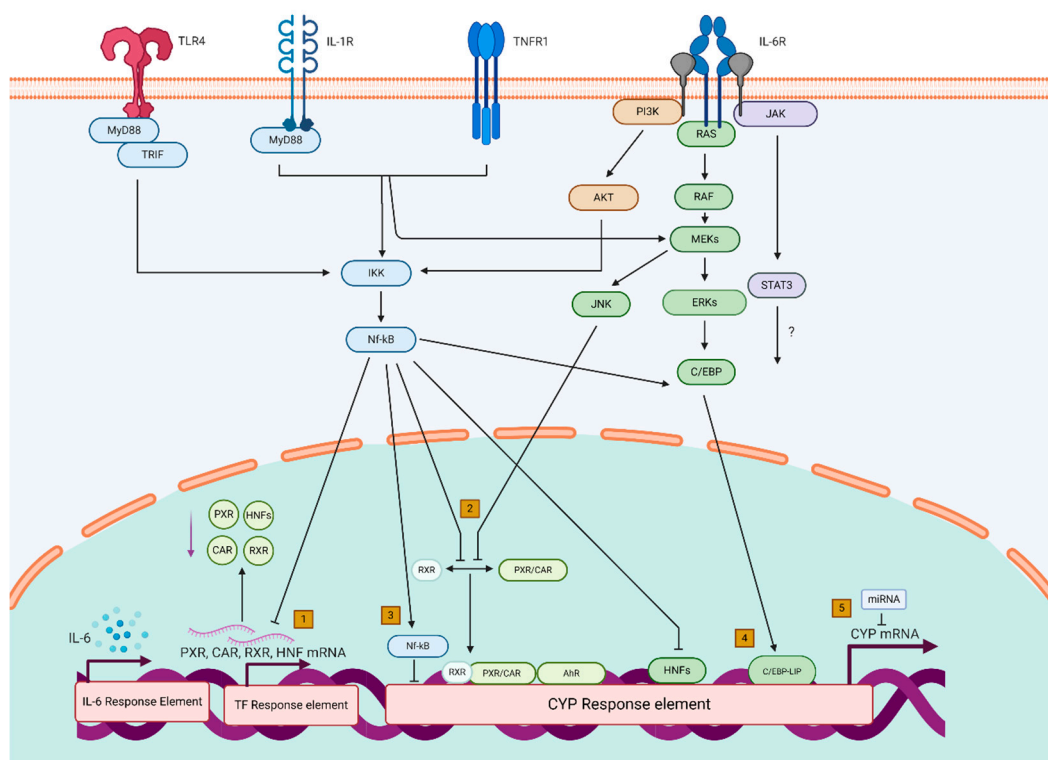 TLR4
IL-1R
TNFR1
IL-6R
MyD88
TRIF
MyD88
PI3K
RAS
JAK
AKT
RAF
MEKs
IKK
JNK
ERKs
STAT3
Nf-kB
?
C/EBP
2
PXR
HNFs
CAR
RXR
RXR
PXR/CAR
1
3
4
5
miRNA
CYP mRNA
IL-6
PXR, CAR, RXR, HNF mRNA
Nf-kB
RXR
PXR/CAR
AhR
HNFs
C/EBP-LIP
IL-6 Response Element
TF Response element
CYP Response element